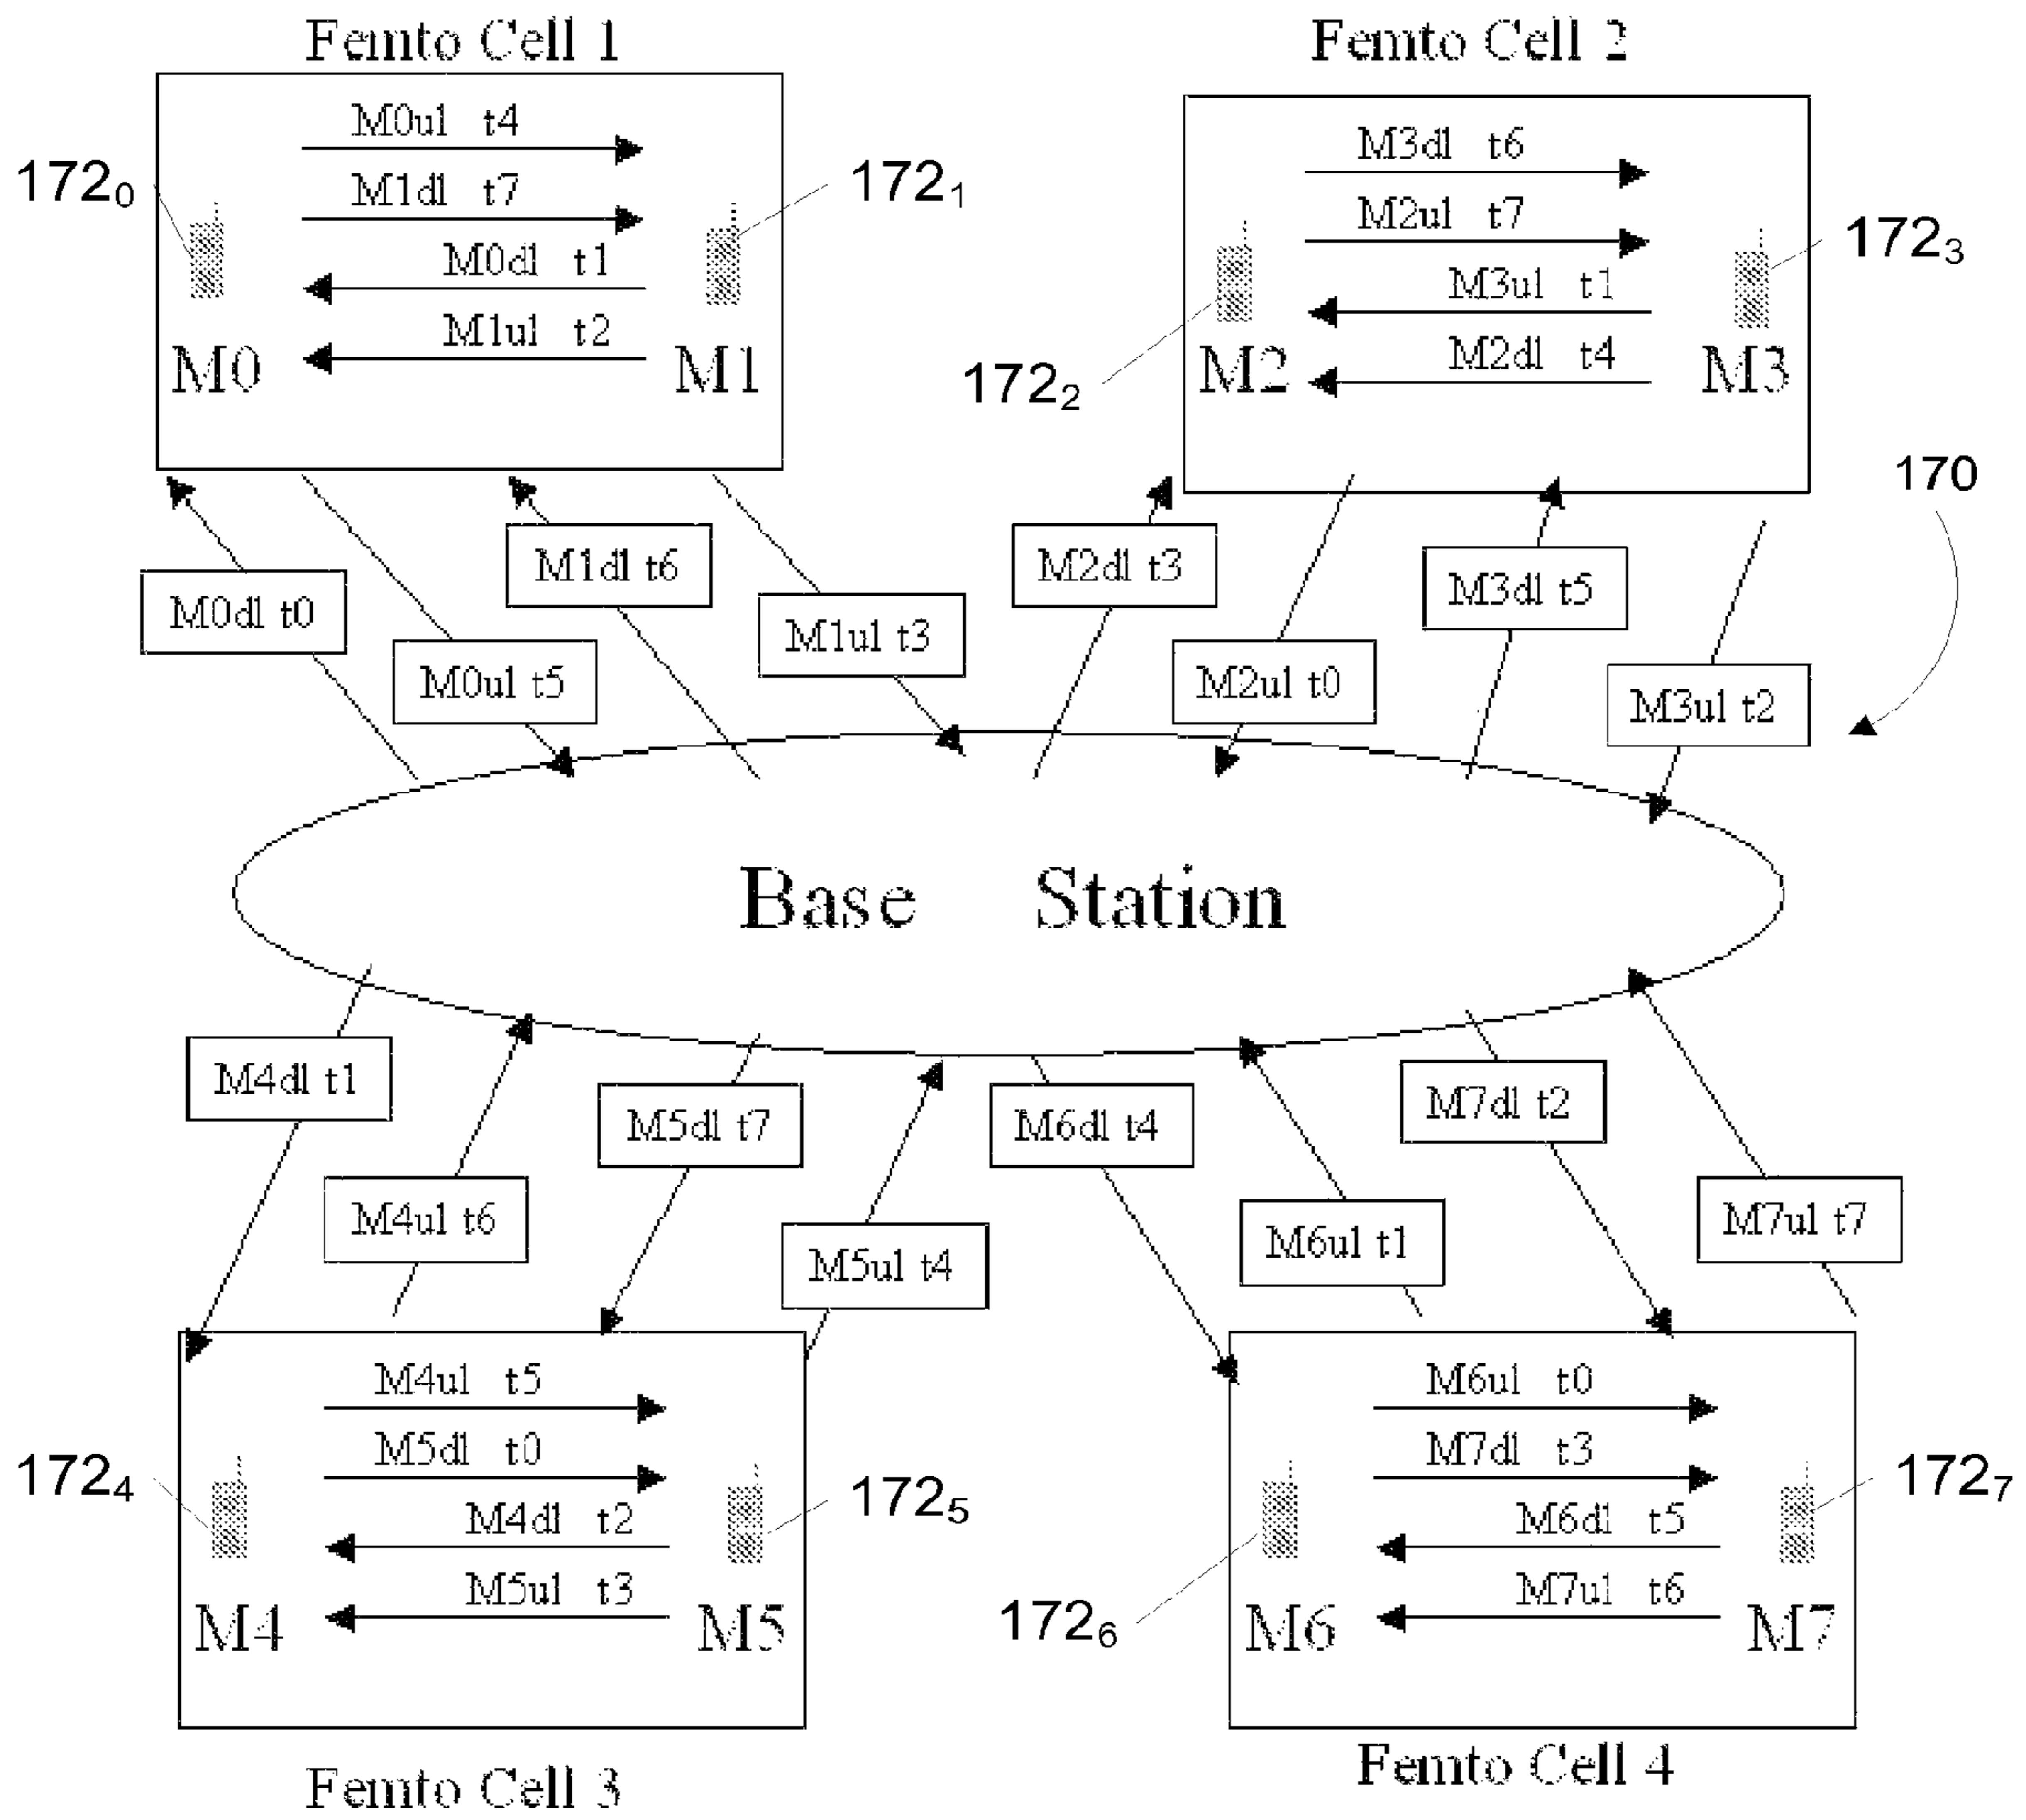 Femto Cell 1
Femto Cell 2
M0ul t4
M1dl t7
M0dl t1
M1ul t2
172₀
172₁
M0
M1
M3dl t6
M2ul t7
M3ul t1
M2dl t4
172₃
172₂
M2
M3
170
M0dl t0
M0ul t5
M1dl t6
M1ul t3
M2dl t3
M2ul t0
M3dl t5
M3ul t2
Base Station
M4dl t1
M4ul t6
M5dl t7
M5ul t4
M6dl t4
M6ul t1
M7dl t2
M7ul t7
M4ul t5
M5dl t0
M4dl t2
M5ul t3
172₄
172₅
M4
M5
M6ul t0
M7dl t3
M6dl t5
M7ul t6
172₇
172₆
M6
M7
Femto Cell 3
Femto Cell 4